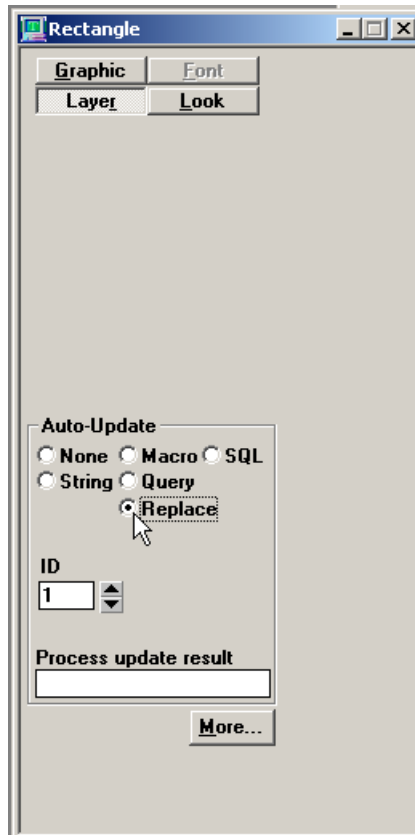 Rectangle
Graphic Font
Layer Look
Auto-Update
None Macro SQL
String Query
Replace
ID
1
Process update result
More...